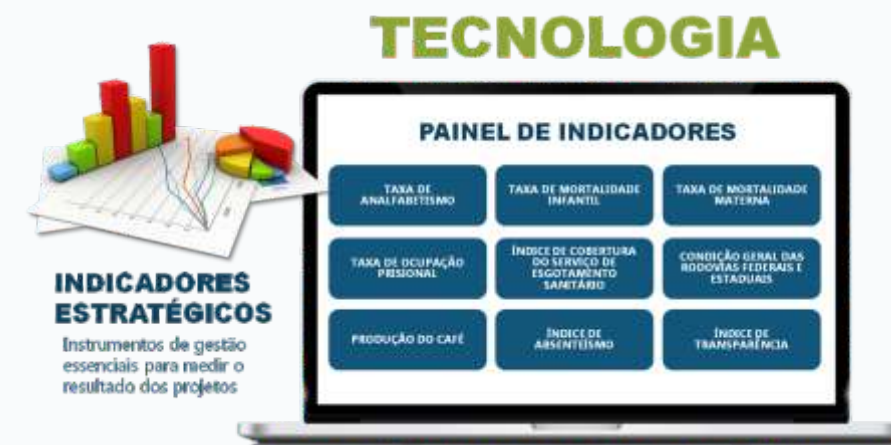 TECNOLOGIA
PAINEL DE INDICADORES
TAXA DE
ANALFABETISMO
TAXA DE MORTALIDADE
INFANTIL
TAXA DE MORTALIDADE
MATERNA
TAXA DE OCUPAÇÃO
PRISIONAL
ÍNDICE DE COBERTURA
DO SERVIÇO DE
ESGOTAMENTO
SANITÁRIO
CONDIÇÃO GERAL DAS
RODOVIAS FEDERAIS E
ESTADUAIS
PRODUÇÃO DO CAFÉ
ÍNDICE DE
ABSENTEÍSMO
ÍNDICE DE
TRANSPARÊNCIA
INDICADORES
ESTRATÉGICOS
Instrumentos de gestão
essenciais para medir o
resultado dos projetos